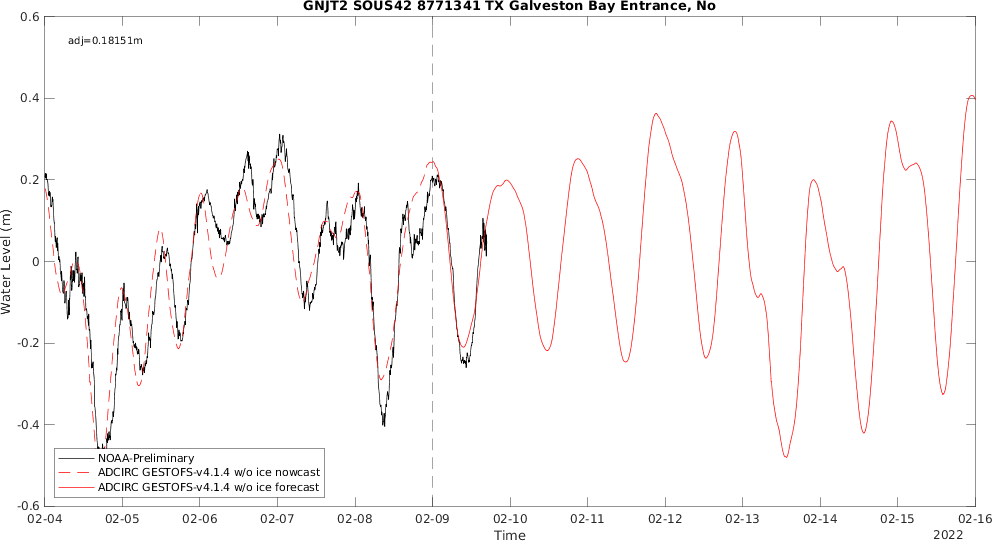 GNJT2 SOUS42 8771341 TX Galveston Bay Entrance, No
adj=0.18151m
0.6
0.4
0.2
0
-0.2
-0.4
-0.6
Water Level (m)
NOAA-Preliminary
ADCIRC GESTOFS-v4.1.4 w/o ice nowcast
ADCIRC GESTOFS-v4.1.4 w/o ice forecast
02-04 02-05 02-06 02-07 02-08 02-09 02-10 02-11 02-12 02-13 02-14 02-15 02-16
Time
2022